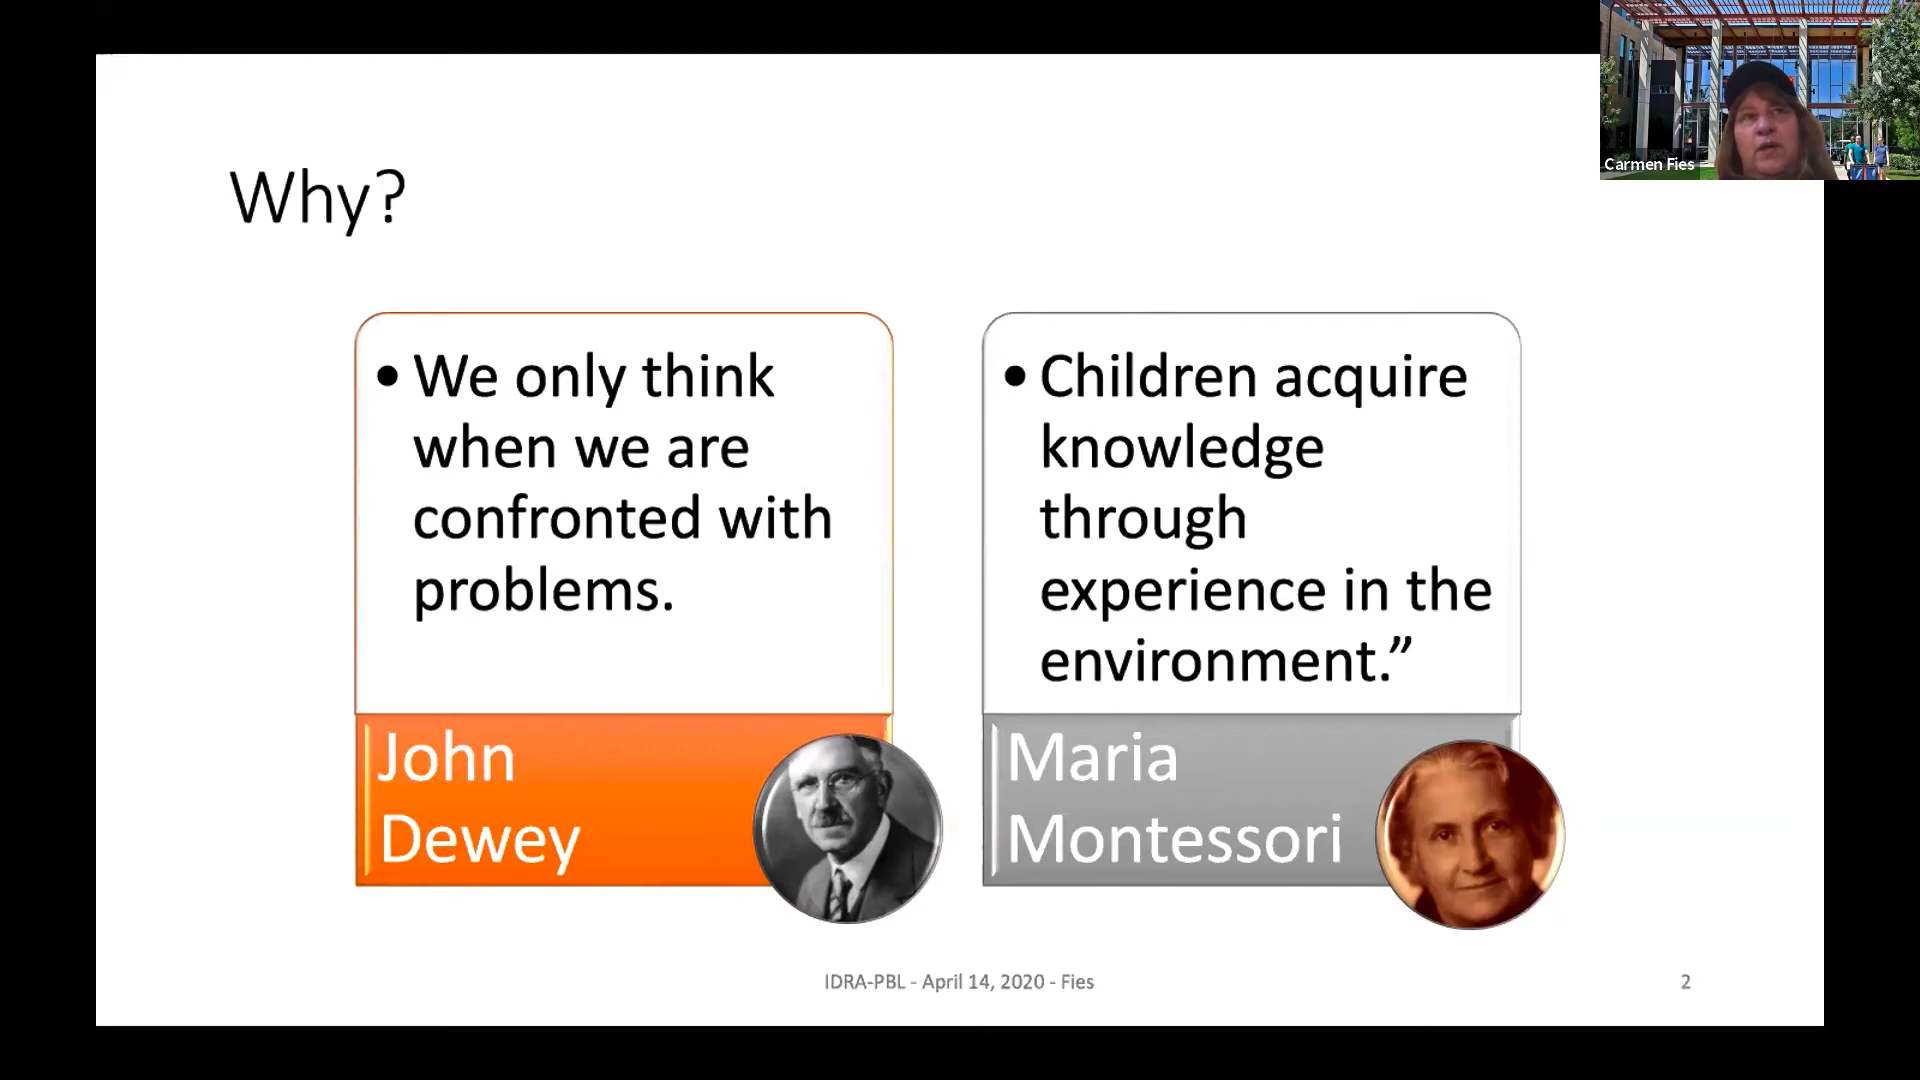 Carmen Fies
Why?
• We only think
when we are
confronted with
problems.
John
Dewey
• Children acquire
knowledge
through
experience in the
environment.”
Maria
Montessori
IDRA-PBL - April 14, 2020 - Fies
2